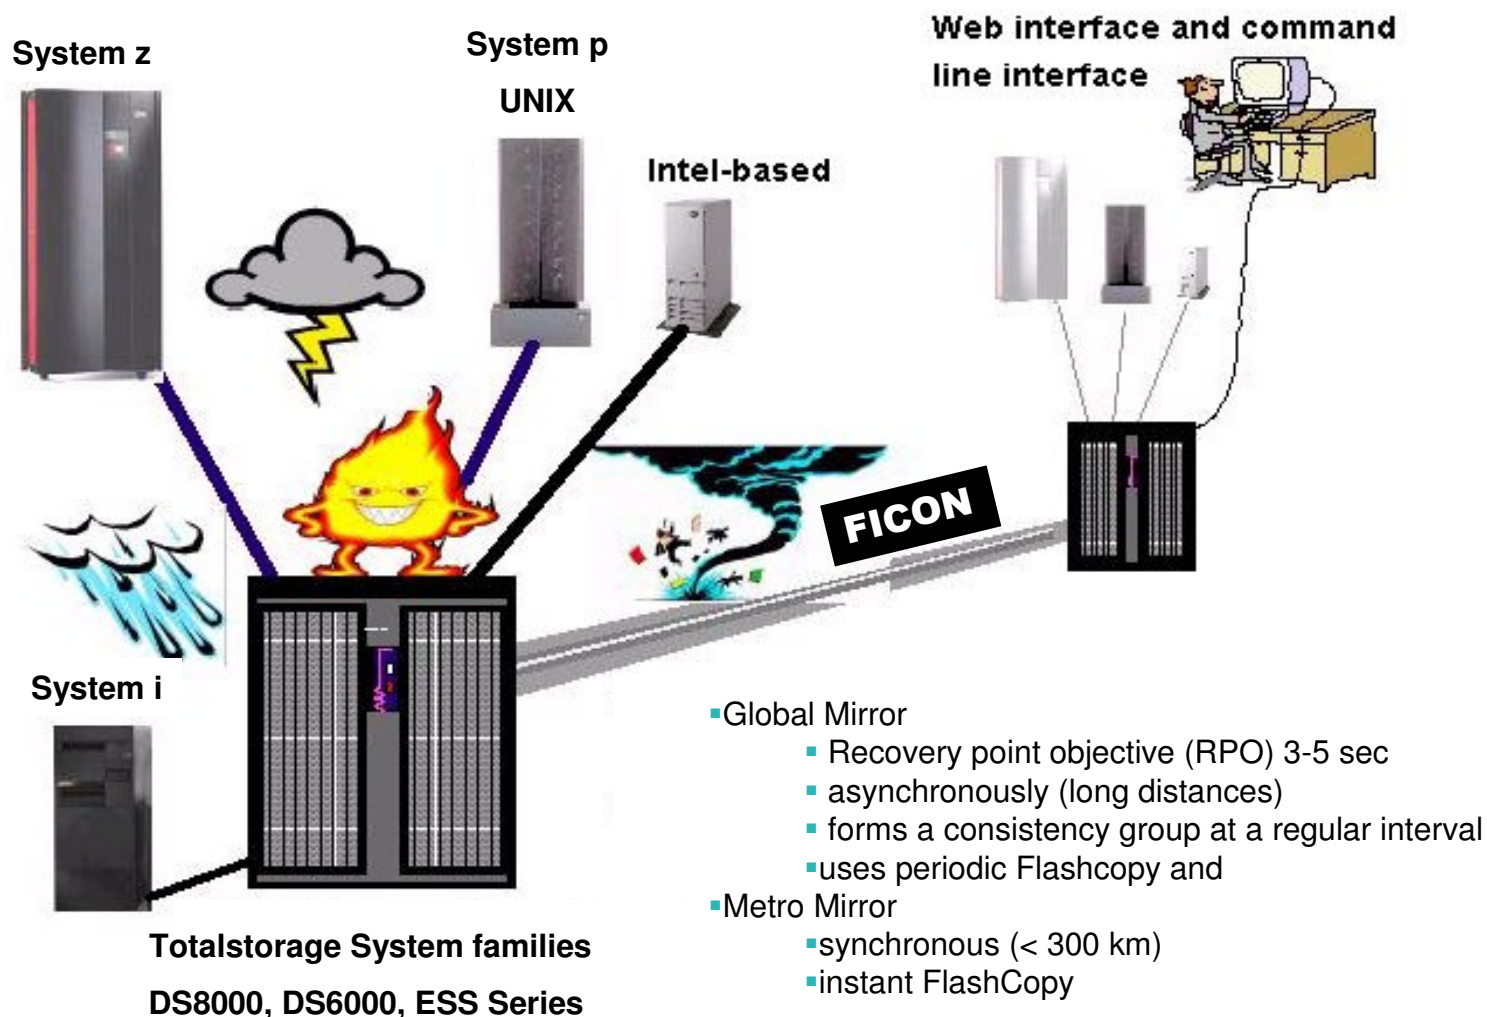 System z
System p
UNIX
Intel-based
Web interface and command
line interface
FICON
System i
▪Global Mirror
▪ Recovery point objective (RPO) 3-5 sec
▪ asynchronously (long distances)
▪ forms a consistency group at a regular interval
▪uses periodic Flashcopy and
▪Metro Mirror
▪synchronous (< 300 km)
▪instant FlashCopy
Totalstorage System families
DS8000, DS6000, ESS Series